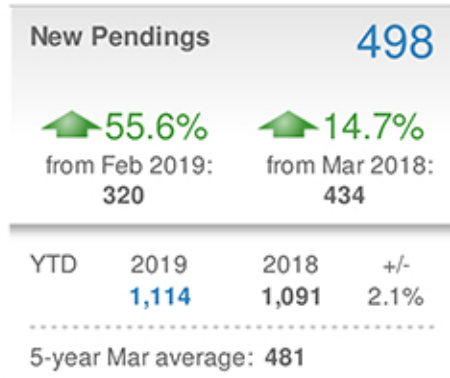 New Pendings 498
55.6% 14.7%
from Feb 2019: from Mar 2018:
320 434
YTD 2019 2018 +/-
1,114 1,091 2.1%
5-year Mar average: 481